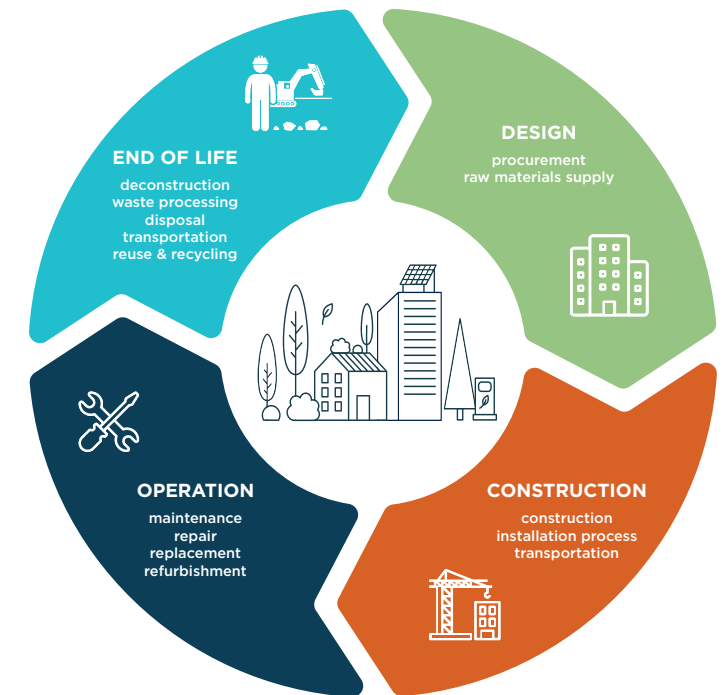 END OF LIFE
deconstruction
waste processing
disposal
transportation
reuse & recycling
DESIGN
procurement
raw materials supply
OPERATION
maintenance
repair
replacement
refurbishment
CONSTRUCTION
construction
installation process
transportation